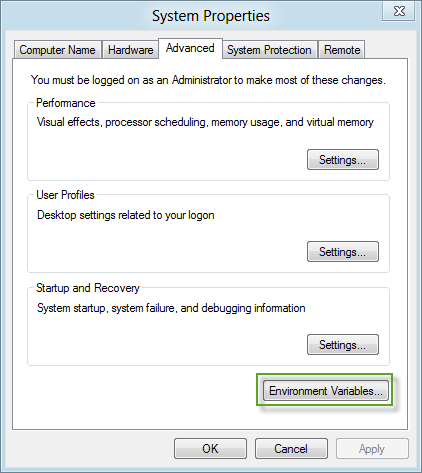 System Properties
Computer Name Hardware Advanced System Protection Remote
You must be logged on as an Administrator to make most of these changes.
Performance
Visual effects, processor scheduling, memory usage, and virtual memory
Settings...
User Profiles
Desktop settings related to your logon
Settings...
Startup and Recovery
System startup, system failure, and debugging information
Settings...
Environment Variables...
OK Cancel Apply